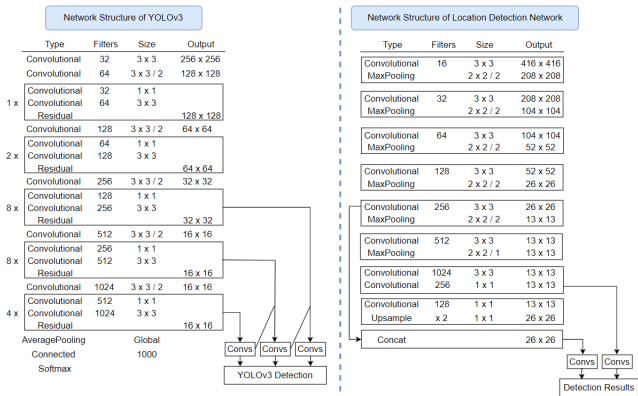 Network Structure of YOLOv3
Type Filters Size Output
Convolutional 32 3 x 3 256 x 256
Convolutional 64 3 x 3 / 2 128 x 128
Convolutional 32 1 x 1
1 x Convolutional 64 3 x 3
Residual 128 x 128
Convolutional 128 3 x 3 / 2 64 x 64
Convolutional 64 1 x 1
2 x Convolutional 128 3 x 3
Residual 64 x 64
Convolutional 256 3 x 3 / 2 32 x 32
Convolutional 128 1 x 1
8 x Convolutional 256 3 x 3
Residual 32 x 32
Convolutional 512 3 x 3 / 2 16 x 16
Convolutional 256 1 x 1
8 x Convolutional 512 3 x 3
Residual 16 x 16
Convolutional 1024 3 x 3 / 2 16 x 16
Convolutional 512 1 x 1
4 x Convolutional 1024 3 x 3
Residual 16 x 16
AveragePooling Global
Connected 1000
Softmax
Convs Convs Convs
YOLOv3 Detection
Network Structure of Location Detection Network
Type Filters Size Output
Convolutional 16 3 x 3 416 x 416
MaxPooling 2 x 2 / 2 208 x 208
Convolutional 32 3 x 3 208 x 208
MaxPooling 2 x 2 / 2 104 x 104
Convolutional 64 3 x 3 104 x 104
MaxPooling 2 x 2 / 2 52 x 52
Convolutional 128 3 x 3 52 x 52
MaxPooling 2 x 2 / 2 26 x 26
Convolutional 256 3 x 3 26 x 26
MaxPooling 2 x 2 / 2 13 x 13
Convolutional 512 3 x 3 13 x 13
MaxPooling 2 x 2 / 1 13 x 13
Convolutional 1024 3 x 3 13 x 13
Convolutional 256 1 x 1 13 x 13
Convolutional 128 1 x 1 13 x 13
Upsample x 2 1 x 1 26 x 26
Concat 26 x 26
Convs Convs
Detection Results